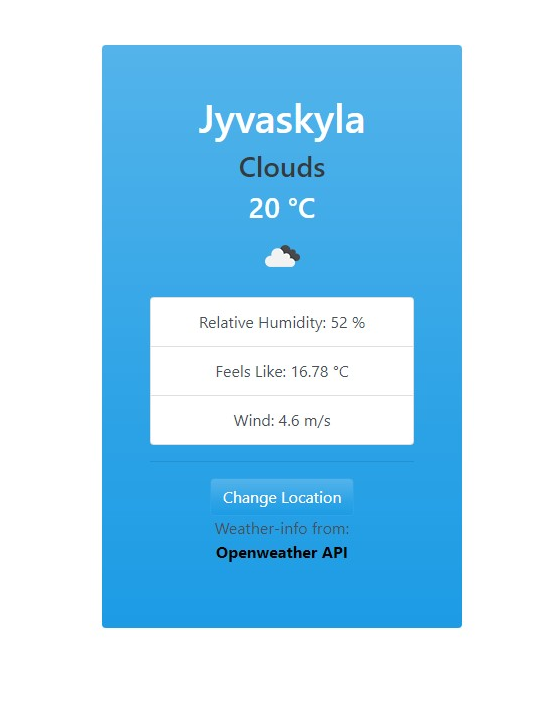 Jyvaskyla
Clouds
20 °C
Relative Humidity: 52 %
Feels Like: 16.78 °C
Wind: 4.6 m/s
Change Location
Weather-info from:
Openweather API